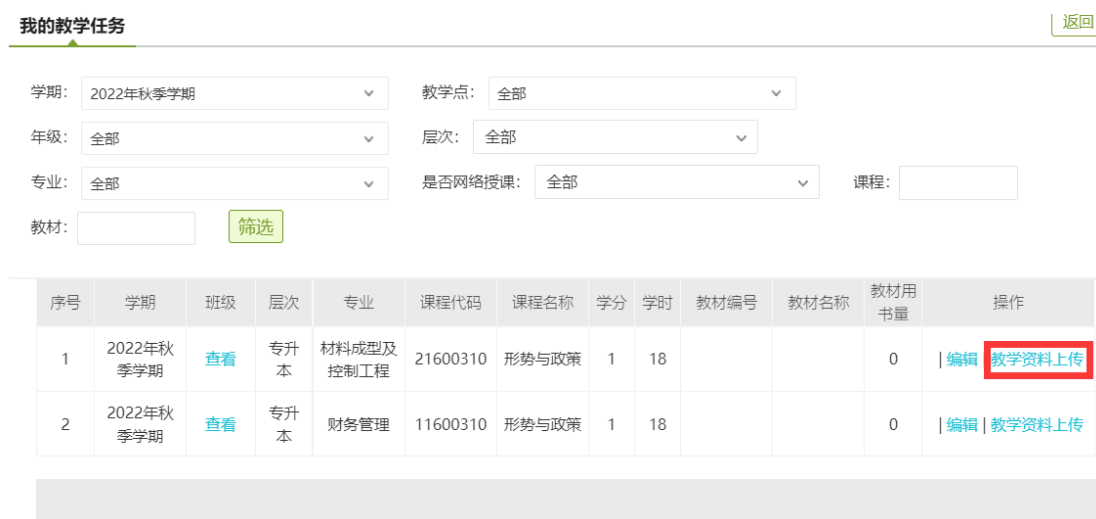 我的教学任务 返回
学期: 2022年秋季学期 教学点: 全部
年级: 全部 层次: 全部
专业: 全部 是否网络授课: 全部 课程:
教材: 筛选
序号 学期 班级 层次 专业 课程代码 课程名称 学分 学时 教材编号 教材名称 教材用书量 操作
1 2022年秋季学期 查看 专升本 材料成型及控制工程 21600310 形势与政策 1 18 0 | 编辑 | 教学资料上传
2 2022年秋季学期 查看 专升本 财务管理 11600310 形势与政策 1 18 0 | 编辑 | 教学资料上传